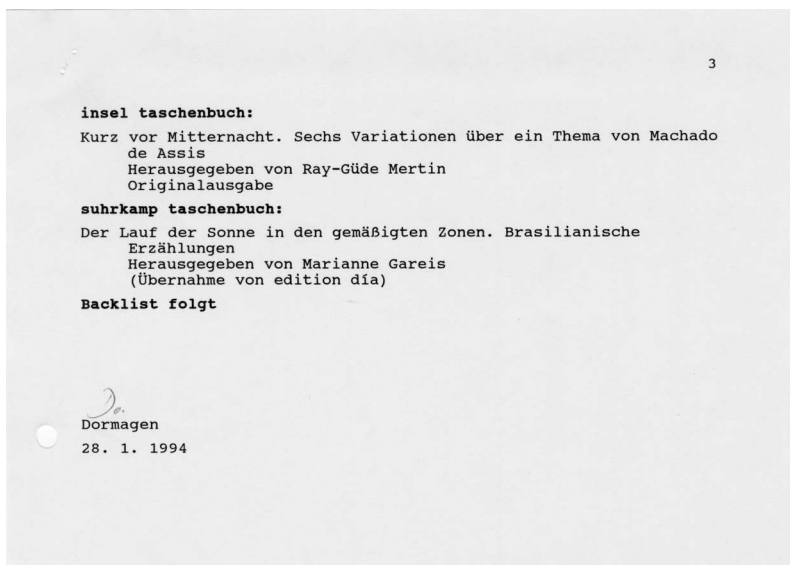 3
insel taschenbuch:
Kurz vor Mitternacht. Sechs Variationen über ein Thema von Machado
de Assis
Herausgegeben von Ray-Güde Mertin
Originalausgabe
suhrkamp taschenbuch:
Der Lauf der Sonne in den gemäßigten Zonen. Brasilianische
Erzählungen
Herausgegeben von Marianne Gareis
(Übernahme von edition día)
Backlist folgt
Do.
Dormagen
28. 1. 1994